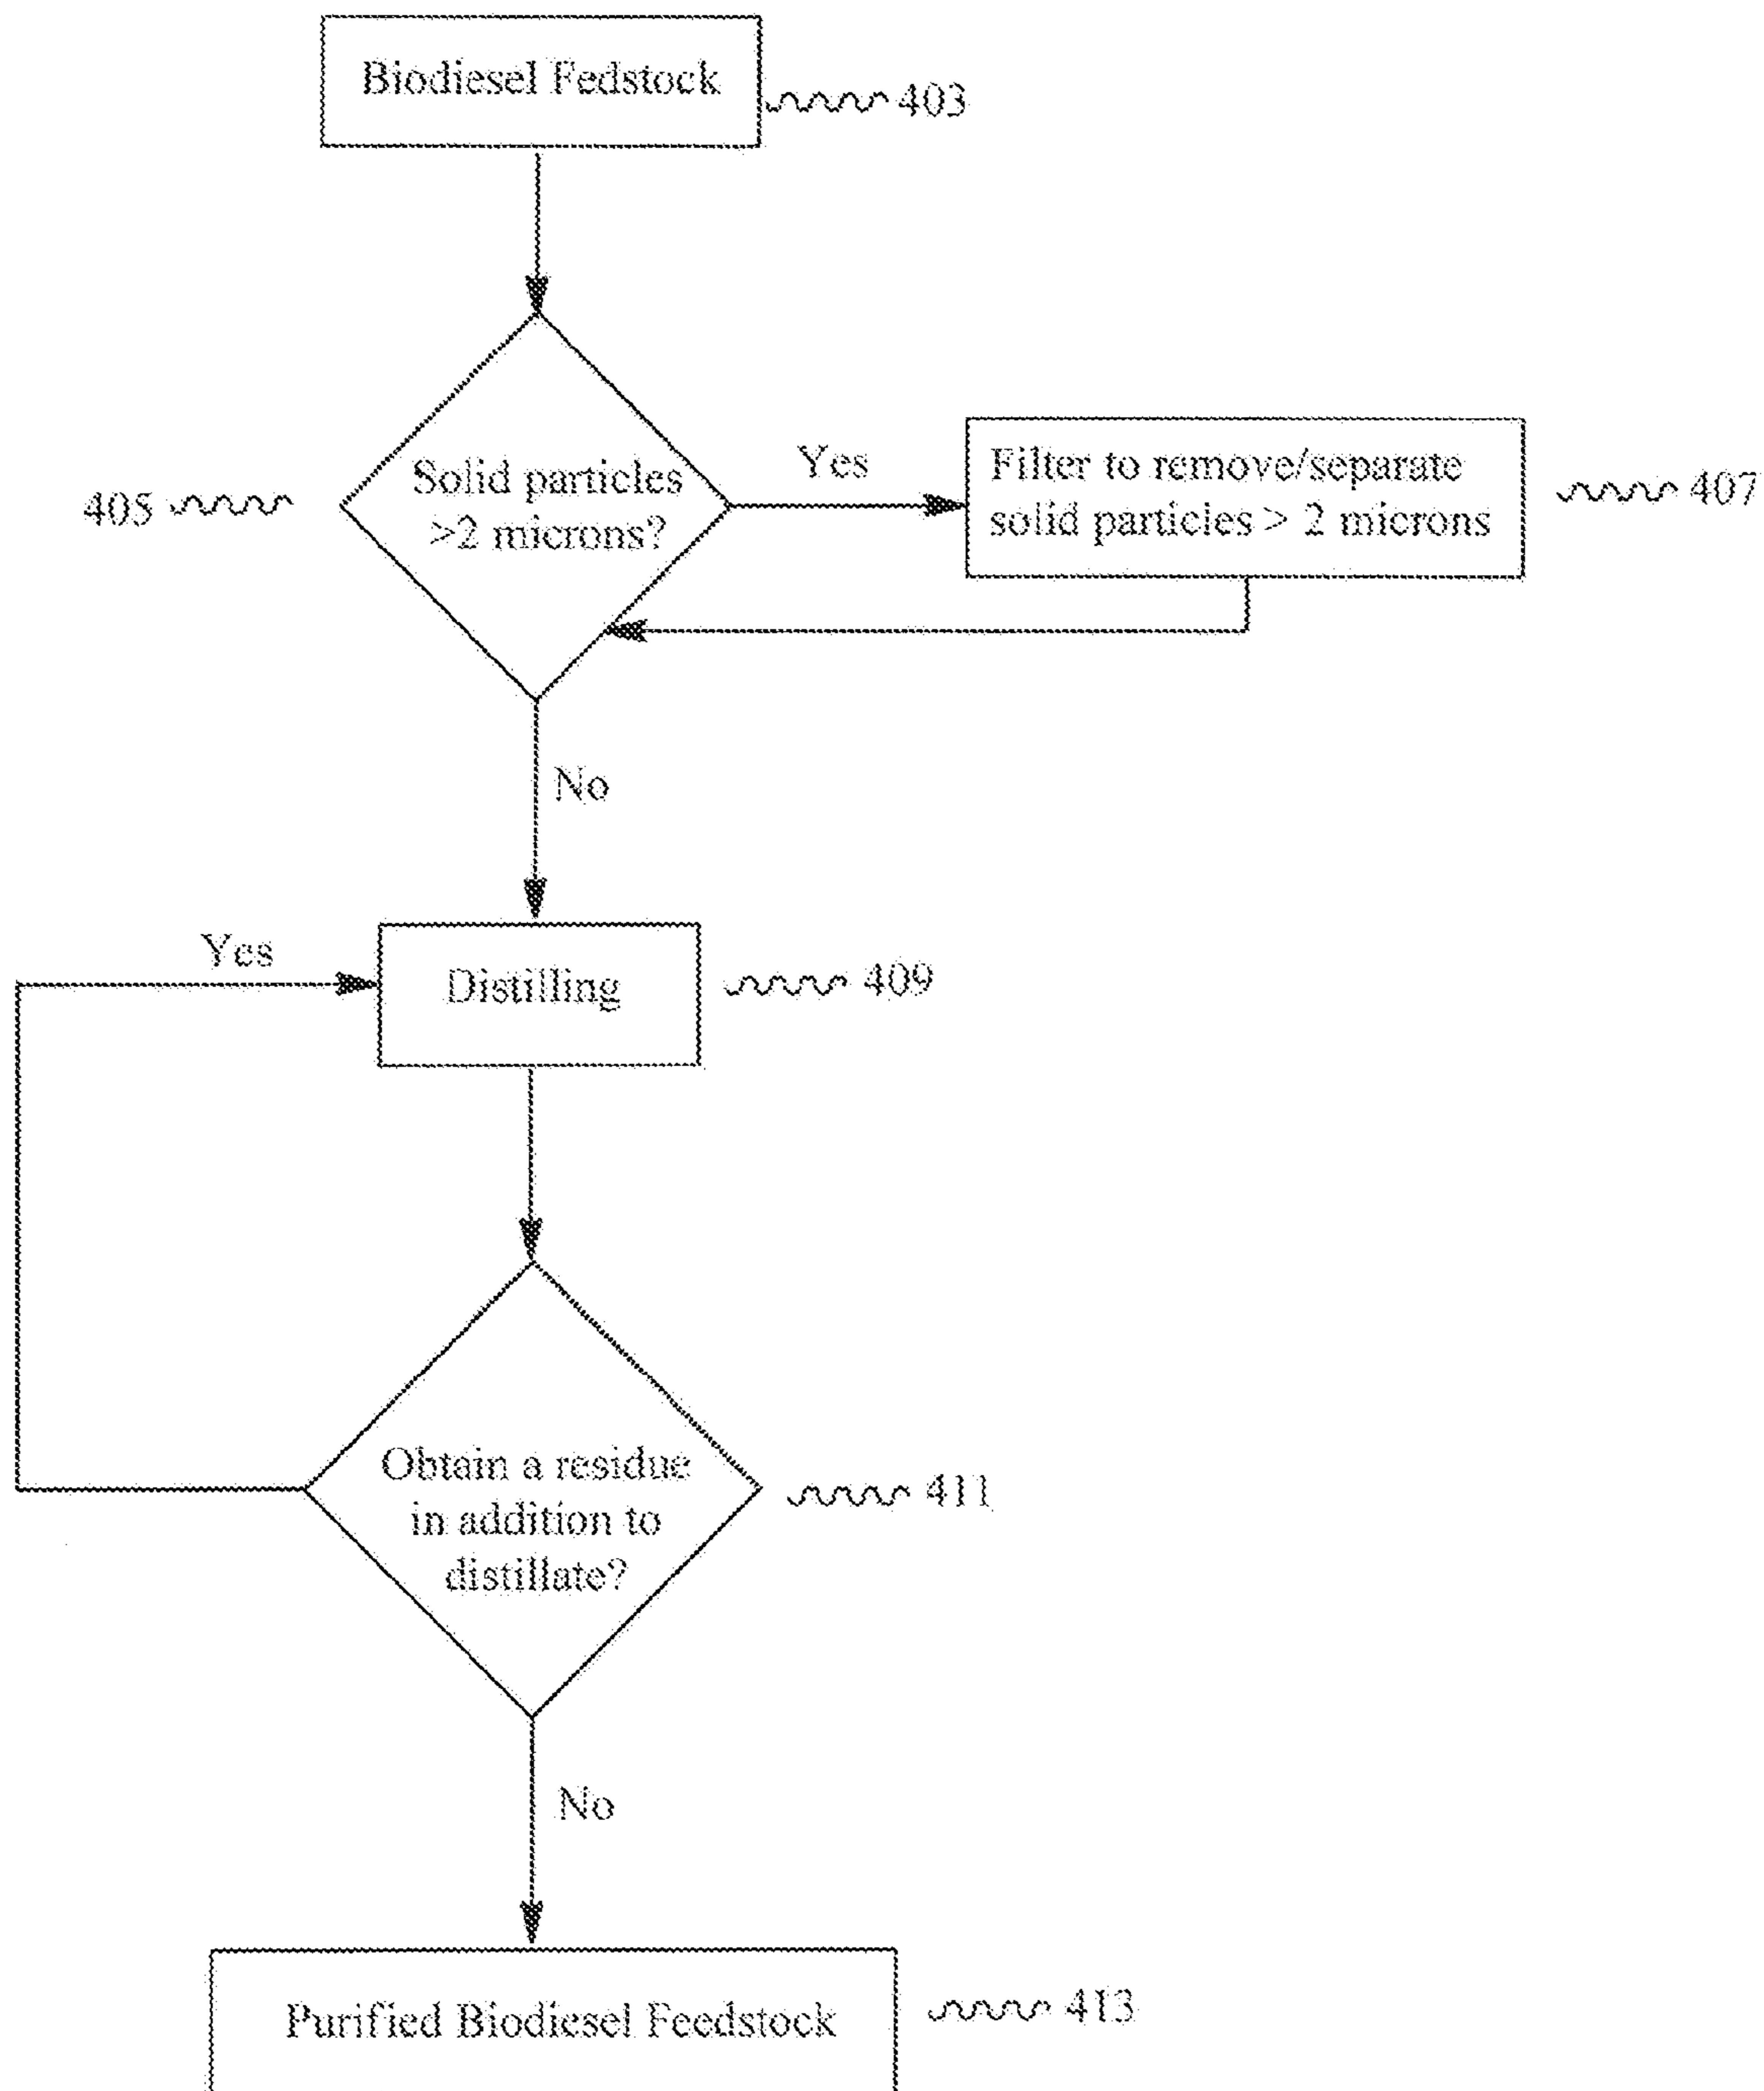 Biodiesel Fedstock
403
Solid particles
>2 microns?
405
Yes
Filter to remove/separate
solid particles > 2 microns
407
No
Yes
Distilling
409
Obtain a residue
in addition to
distillate?
411
No
Purified Biodiesel Feedstock
413